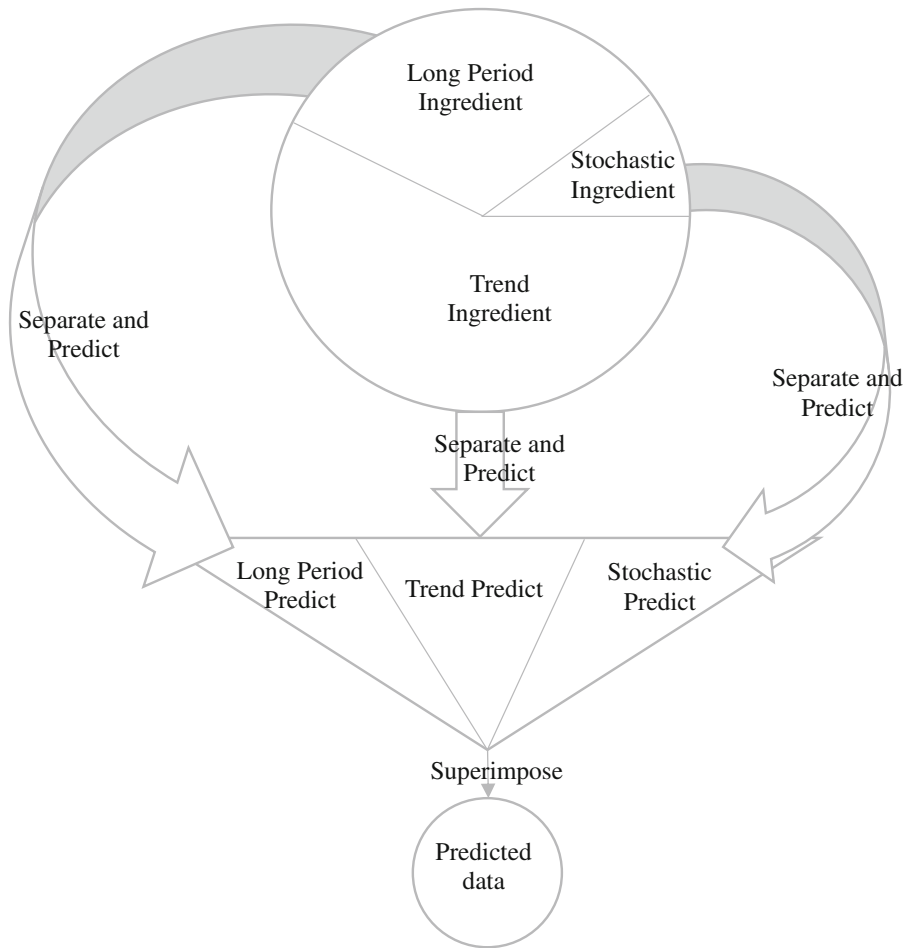 Long Period
Ingredient
Stochastic
Ingredient
Trend
Ingredient
Separate and
Predict
Separate and
Predict
Separate and
Predict
Long Period
Predict
Trend Predict
Stochastic
Predict
Superimpose
Predicted
data